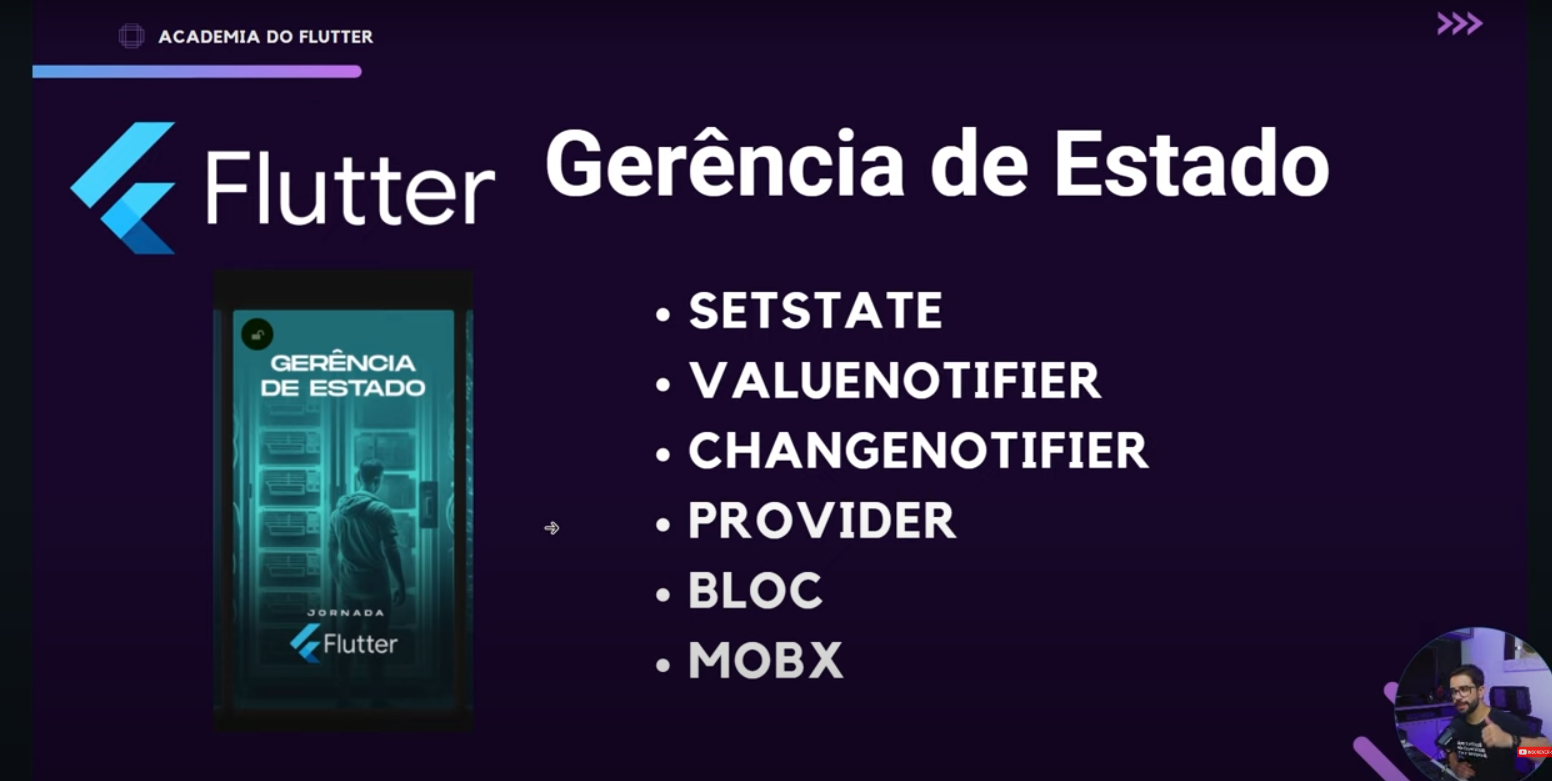 ACADEMIA DO FLUTTER
Flutter
Gerência de Estado
GERÊNCIA
DE ESTADO
JORNADA
Flutter
• SETSTATE
• VALUENOTIFIER
• CHANGENOTIFIER
• PROVIDER
• BLOC
• MOBX